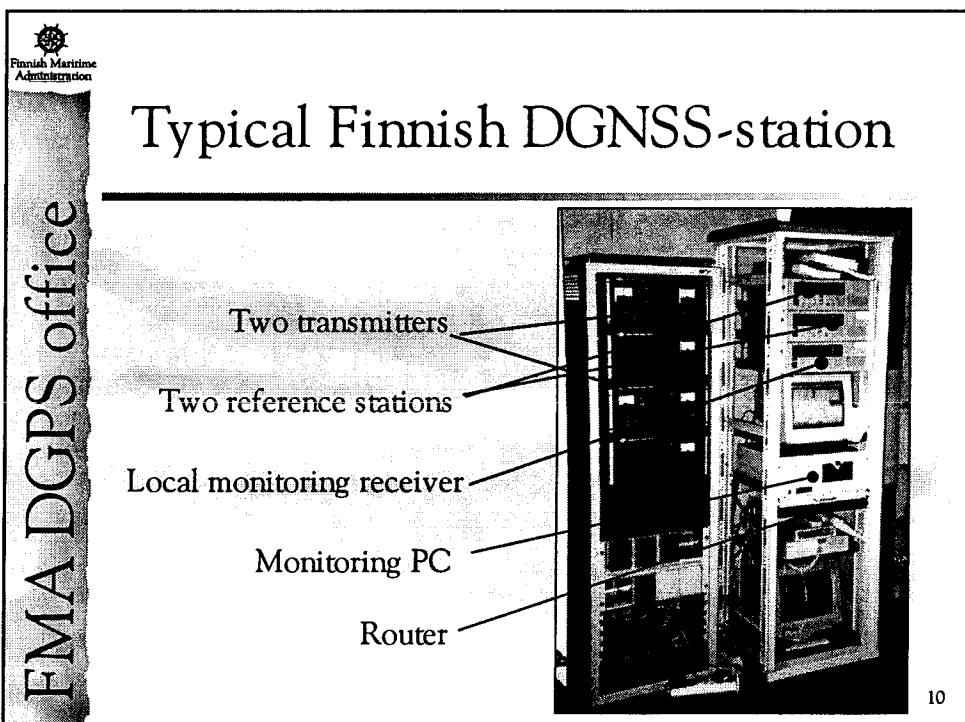 Finnish Maritime
Administration
FMA DGPS office
Typical Finnish DGNSS-station
Two transmitters
Two reference stations
Local monitoring receiver
Monitoring PC
Router
10